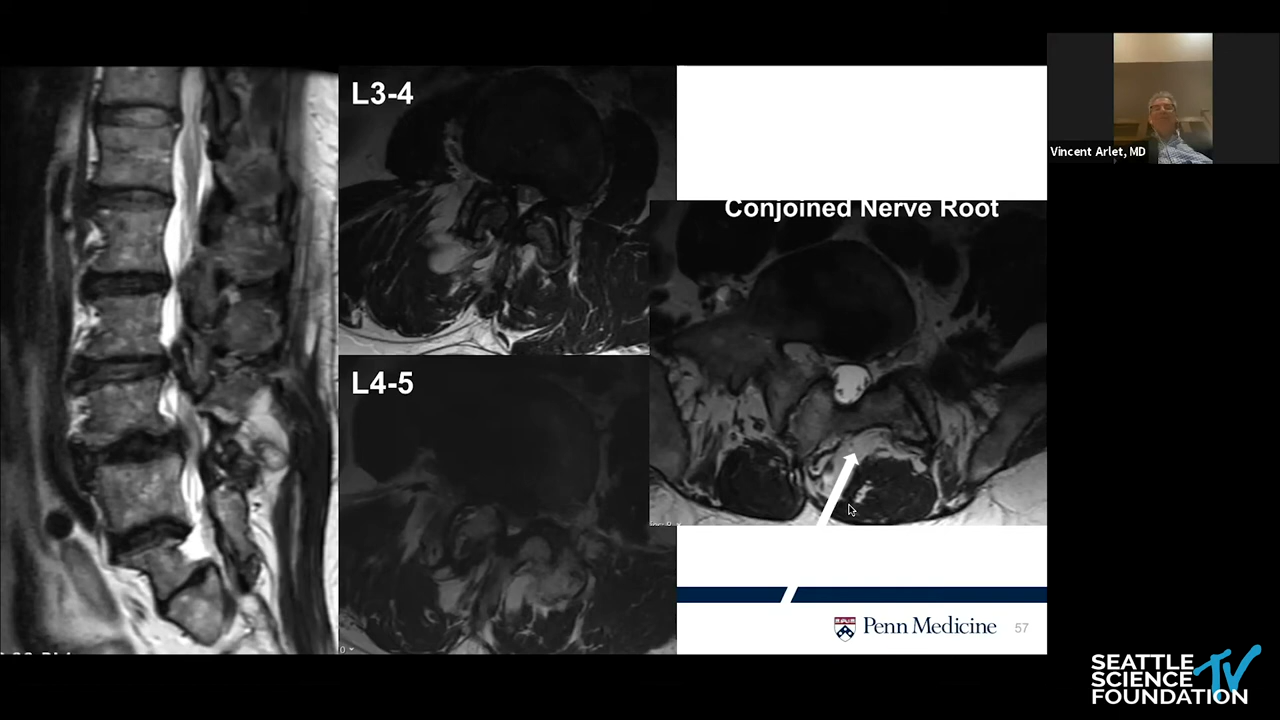 L3-4
Conjoined Nerve Root
L4-5
Vincent Arlet, MD
Penn Medicine
57
SEATTLE
SCIENCE TV
FOUNDATION